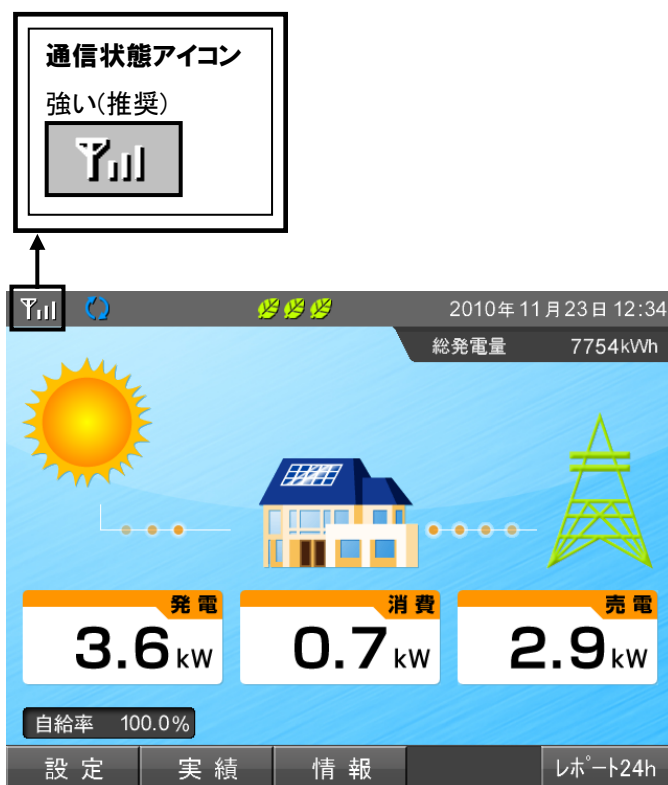 通信状態アイコン
強い(推奨)
2010年11月23日 12:34
総発電量 7754kWh
発電
3.6kW
消費
0.7kW
売電
2.9kW
自給率 100.0%
設定 実績 情報 レポート24h